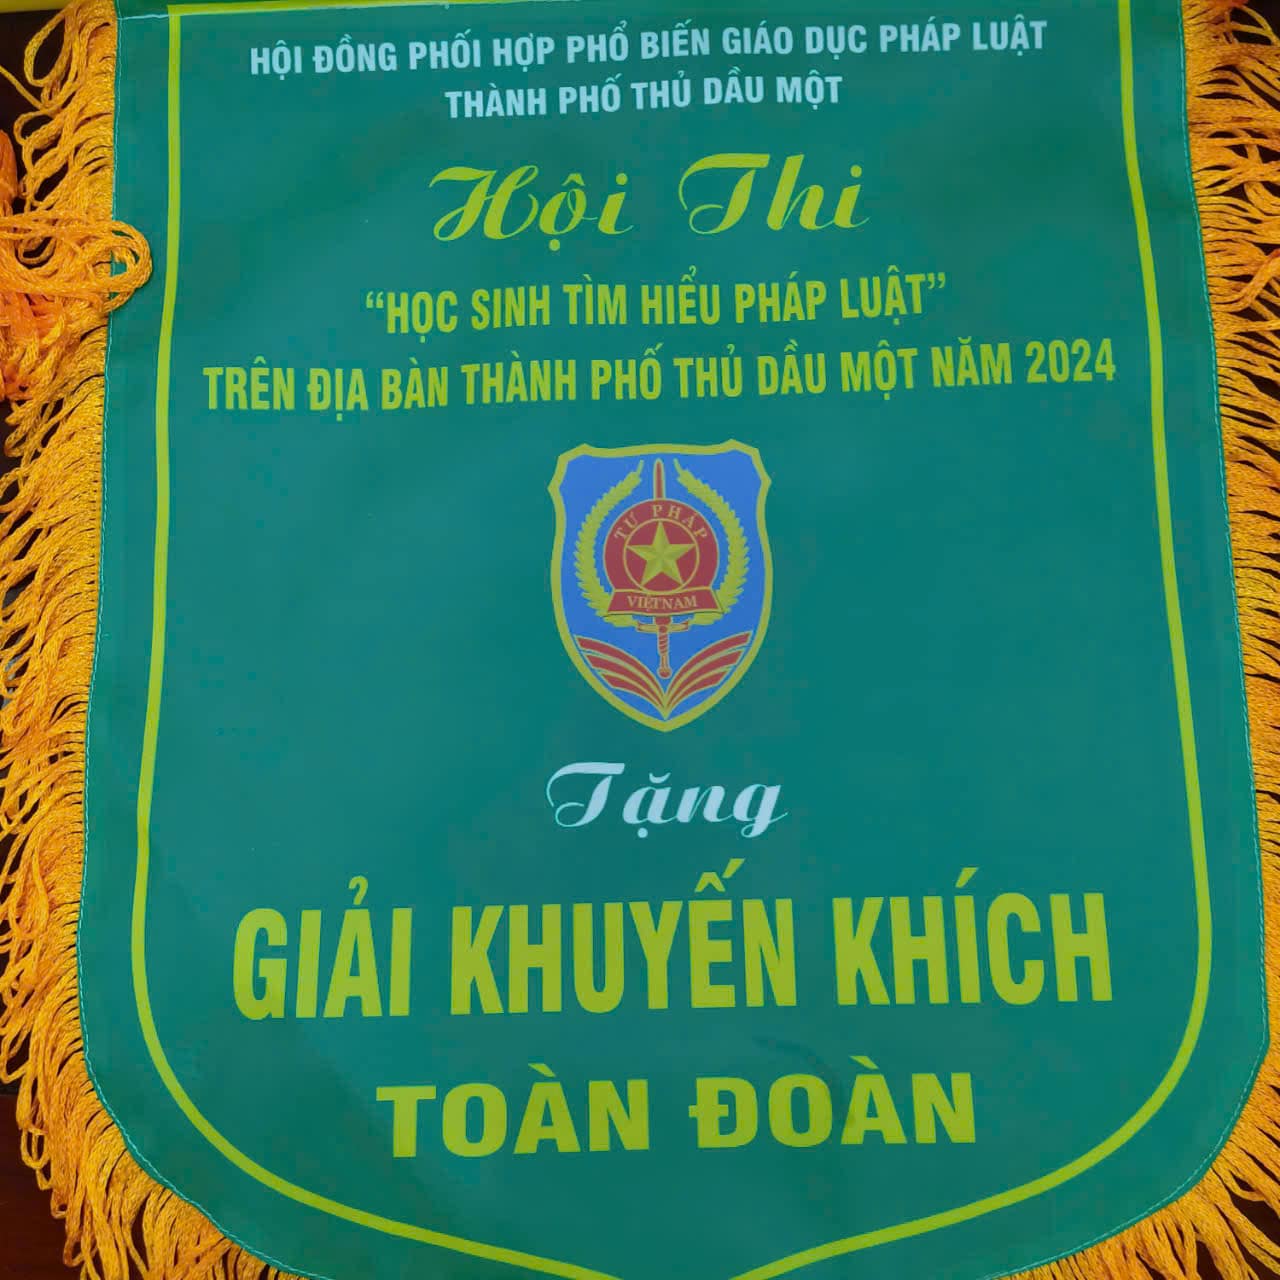 HỘI ĐỒNG PHỐI HỢP PHỔ BIẾN GIÁO DỤC PHÁP LUẬT
THÀNH PHỐ THỦ DẦU MỘT
Hội Thi
“HỌC SINH TÌM HIỂU PHÁP LUẬT”
TRÊN ĐỊA BÀN THÀNH PHỐ THỦ DẦU MỘT NĂM 2024
TƯ PHÁP
VIỆT NAM
Tặng
GIẢI KHUYẾN KHÍCH
TOÀN ĐOÀN